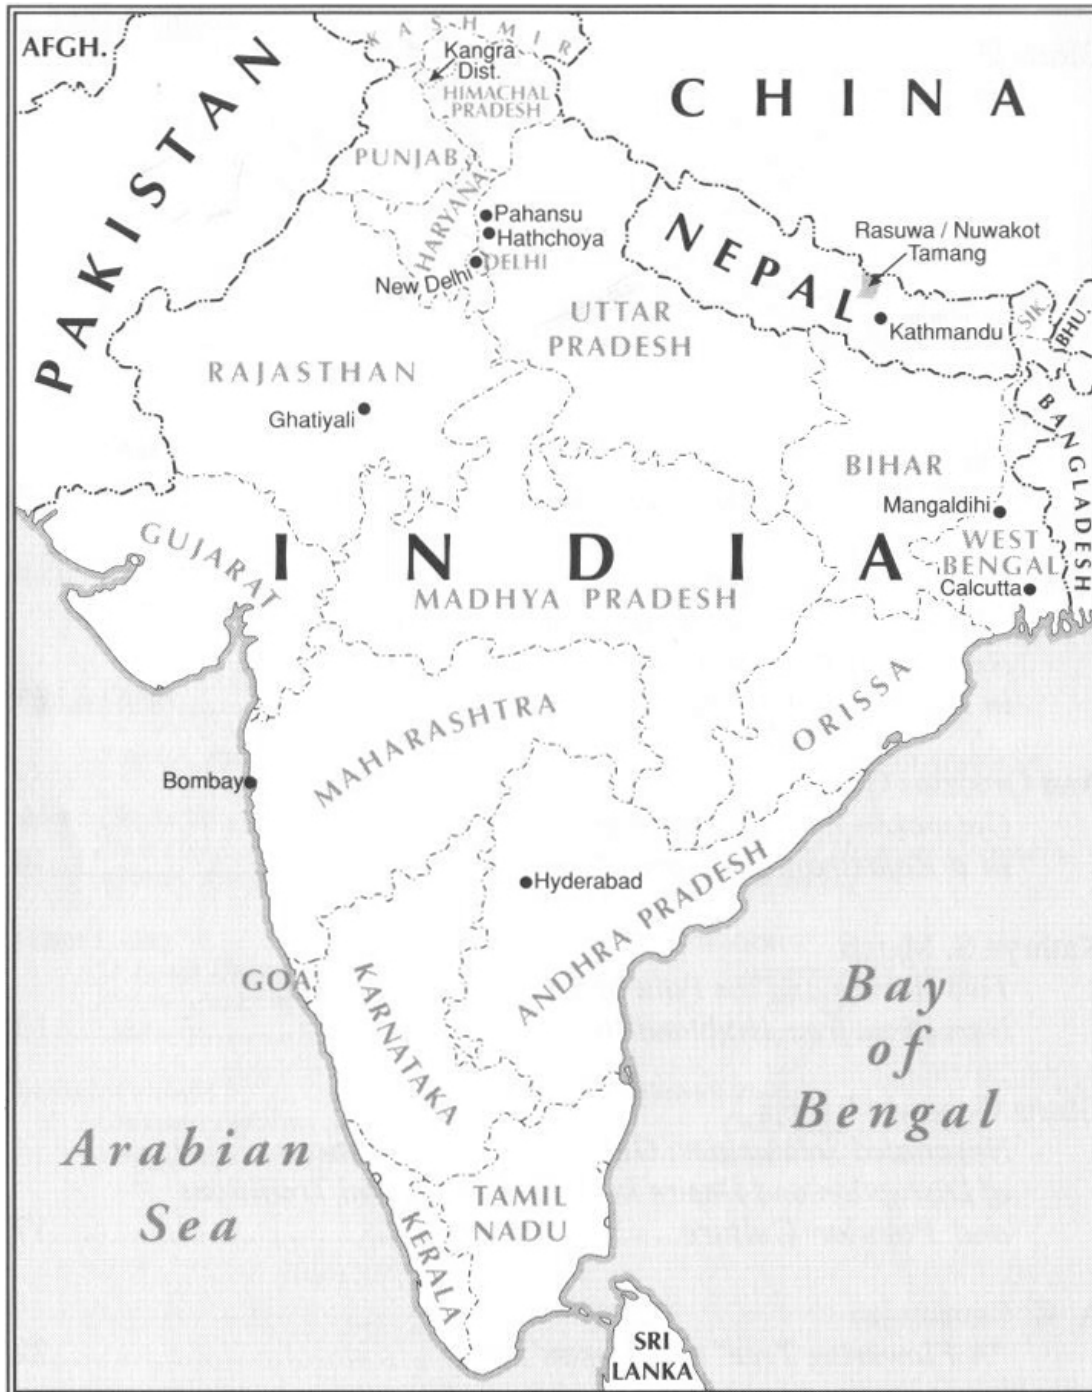 AFGH.
KASHMIR
Kangra
Dist.
HIMACHAL
PRADESH
CHINA
PAKISTAN
PUNJAB
HARYANA
Pahansu
Hathchoya
DELHI
New Delhi
NEPAL
Rasuwa / Nuwakot
Tamang
Kathmandu
SIK.
BHU.
UTTAR
PRADESH
RAJASTHAN
Ghatiyali
BANGLADESH
BIHAR
Mangaldihi
WEST
BENGAL
Calcutta
GUJARAT
INDIA
MADHYA PRADESH
ORISSA
MAHARASHTRA
Bombay
Hyderabad
ANDHRA PRADESH
GOA
KARNATAKA
Bay
of
Bengal
Arabian
Sea
TAMIL
NADU
KERALA
SRI
LANKA